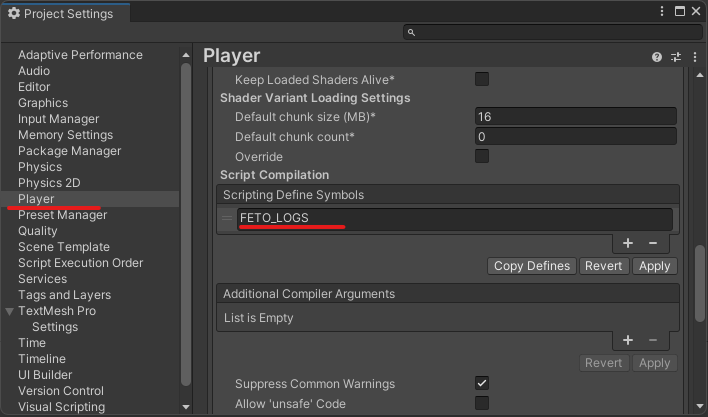 Project Settings
Adaptive Performance
Audio
Editor
Graphics
Input Manager
Memory Settings
Package Manager
Physics
Physics 2D
Player
Preset Manager
Quality
Scene Template
Script Execution Order
Services
Tags and Layers
TextMesh Pro
Settings
Time
Timeline
UI Builder
Version Control
Visual Scripting
Player
Keep Loaded Shaders Alive*
Shader Variant Loading Settings
Default chunk size (MB)* 16
Default chunk count* 0
Override
Script Compilation
Scripting Define Symbols
FETO_LOGS
Copy Defines Revert Apply
Additional Compiler Arguments
List is Empty
Revert Apply
Suppress Common Warnings
Allow 'unsafe' Code